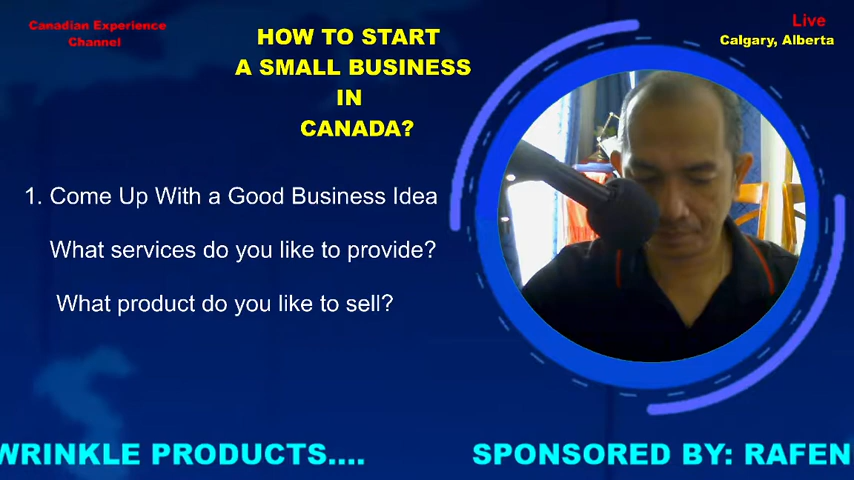 Canadian Experience
Channel
Live
Calgary, Alberta
HOW TO START
A SMALL BUSINESS
IN
CANADA?
1. Come Up With a Good Business Idea
What services do you like to provide?
What product do you like to sell?
WRINKLE PRODUCTS.... SPONSORED BY: RAFEN